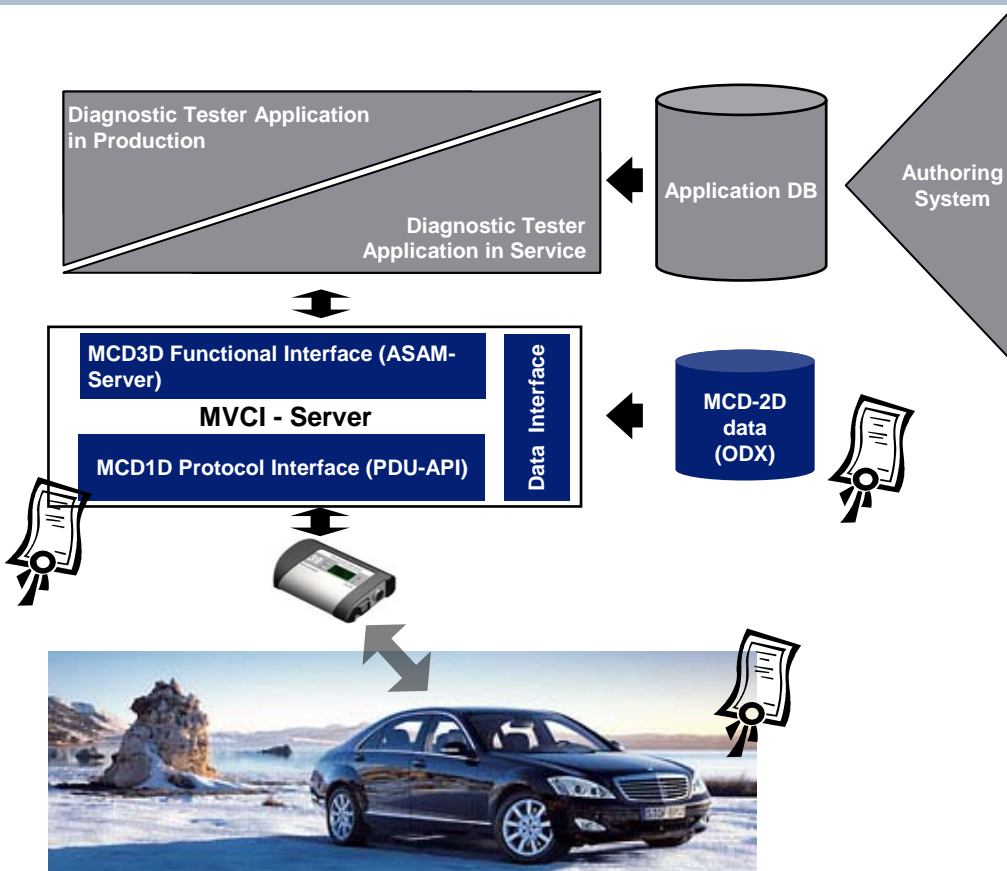 Diagnostic Tester Application
in Production
Diagnostic Tester
Application in Service
Application DB
Authoring
System
MCD3D Functional Interface (ASAM-
Server)
MVCI - Server
MCD1D Protocol Interface (PDU-API)
Data Interface
MCD-2D
data
(ODX)